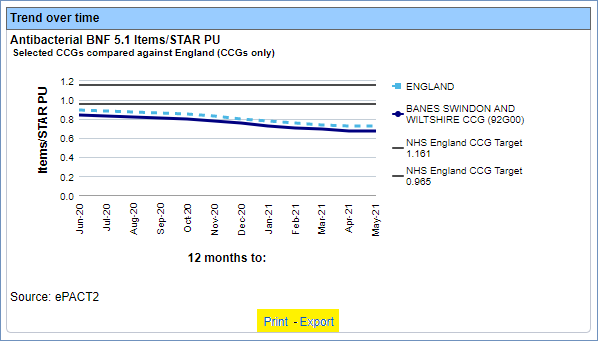 Trend over time
Antibacterial BNF 5.1 Items/STAR PU
Selected CCGs compared against England (CCGs only)
Items/STAR PU
1.2
1.0
0.8
0.6
0.4
0.2
0.0
Jun-20
Jul-20
Aug-20
Sep-20
Oct-20
Nov-20
Dec-20
Jan-21
Feb-21
Mar-21
Apr-21
May-21
12 months to:
ENGLAND
BANES SWINDON AND
WILTSHIRE CCG (92G00)
NHS England CCG Target
1.161
NHS England CCG Target
0.965
Source: ePACT2
Print - Export